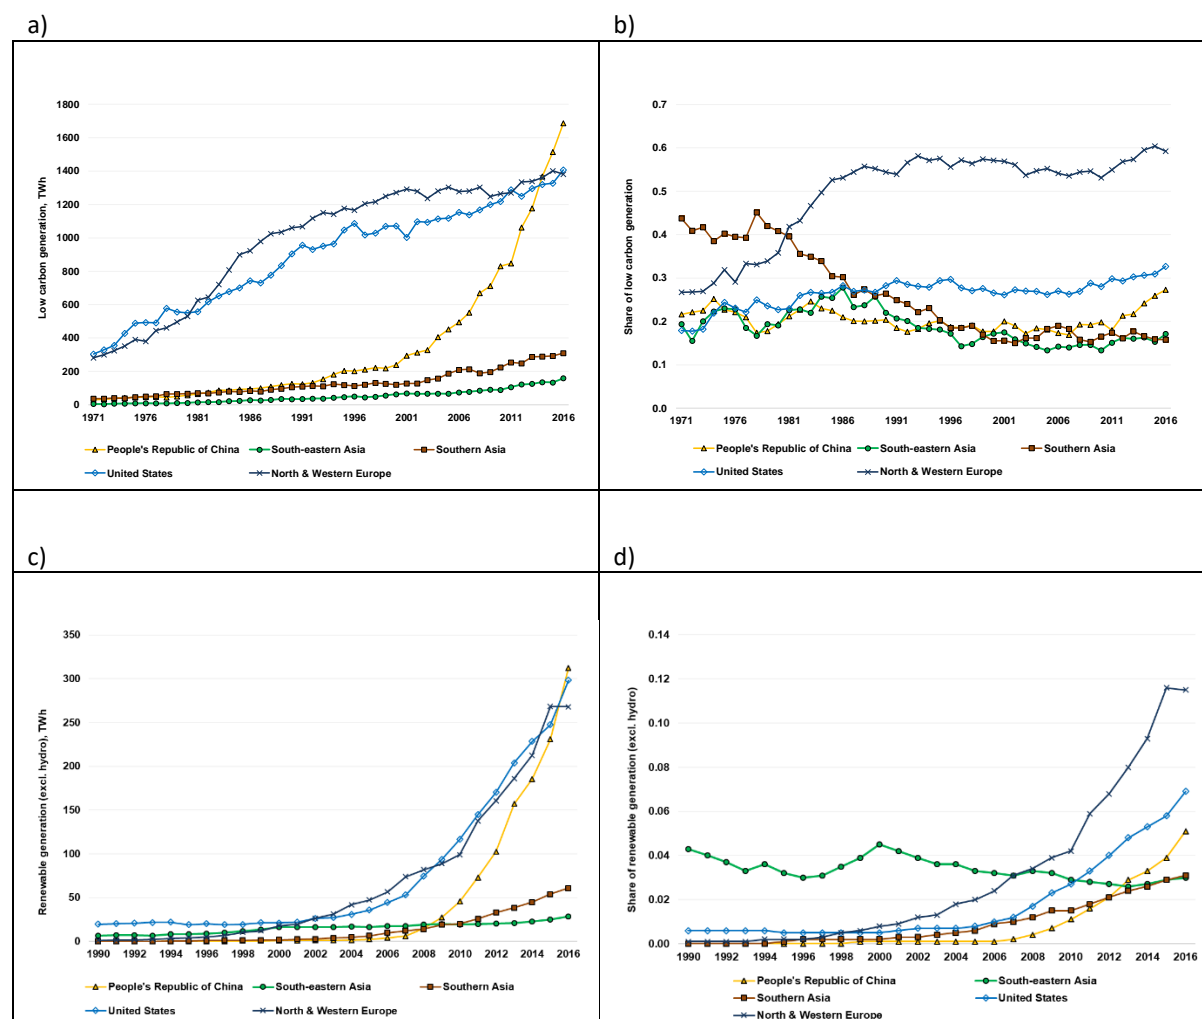 a)
b)
Low carbon generation, TWh
1800
1600
1400
1200
1000
800
600
400
200
0
1971 1976 1981 1986 1991 1996 2001 2006 2011 2016
People's Republic of China South-eastern Asia Southern Asia
United States North & Western Europe
Share of low carbon generation
0.7
0.6
0.5
0.4
0.3
0.2
0.1
0.0
1971 1976 1981 1986 1991 1996 2001 2006 2011 2016
People's Republic of China South-eastern Asia Southern Asia
United States North & Western Europe
c)
d)
Renewable generation (excl. hydro), TWh
350
300
250
200
150
100
50
0
1990 1992 1994 1996 1998 2000 2002 2004 2006 2008 2010 2012 2014 2016
People's Republic of China South-eastern Asia Southern Asia
United States North & Western Europe
Share of renewable generation (excl. hydro)
0.14
0.12
0.10
0.08
0.06
0.04
0.02
0.00
1990 1992 1994 1996 1998 2000 2002 2004 2006 2008 2010 2012 2014 2016
People's Republic of China South-eastern Asia
Southern Asia United States
North & Western Europe